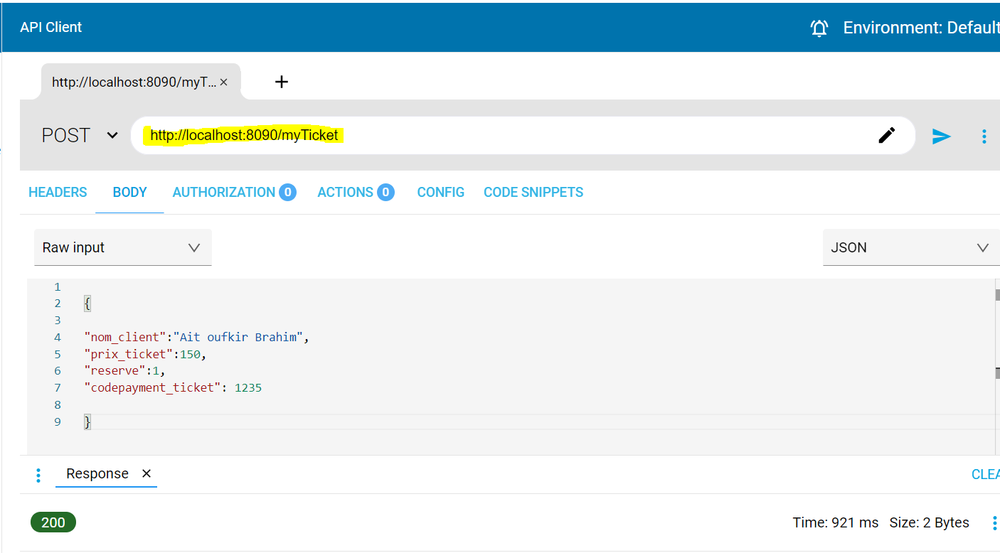 API Client
Environment: Default
http://localhost:8090/myT... ×
+
POST
http://localhost:8090/myTicket
HEADERS BODY AUTHORIZATION 0 ACTIONS 0 CONFIG CODE SNIPPETS
Raw input
JSON
1
2 {
3
4 "nom_client":"Ait oufkir Brahim",
5 "prix_ticket":150,
6 "reserve":1,
7 "codepayment_ticket": 1235
8
9 }
Response ×
CLEA
200
Time: 921 ms Size: 2 Bytes